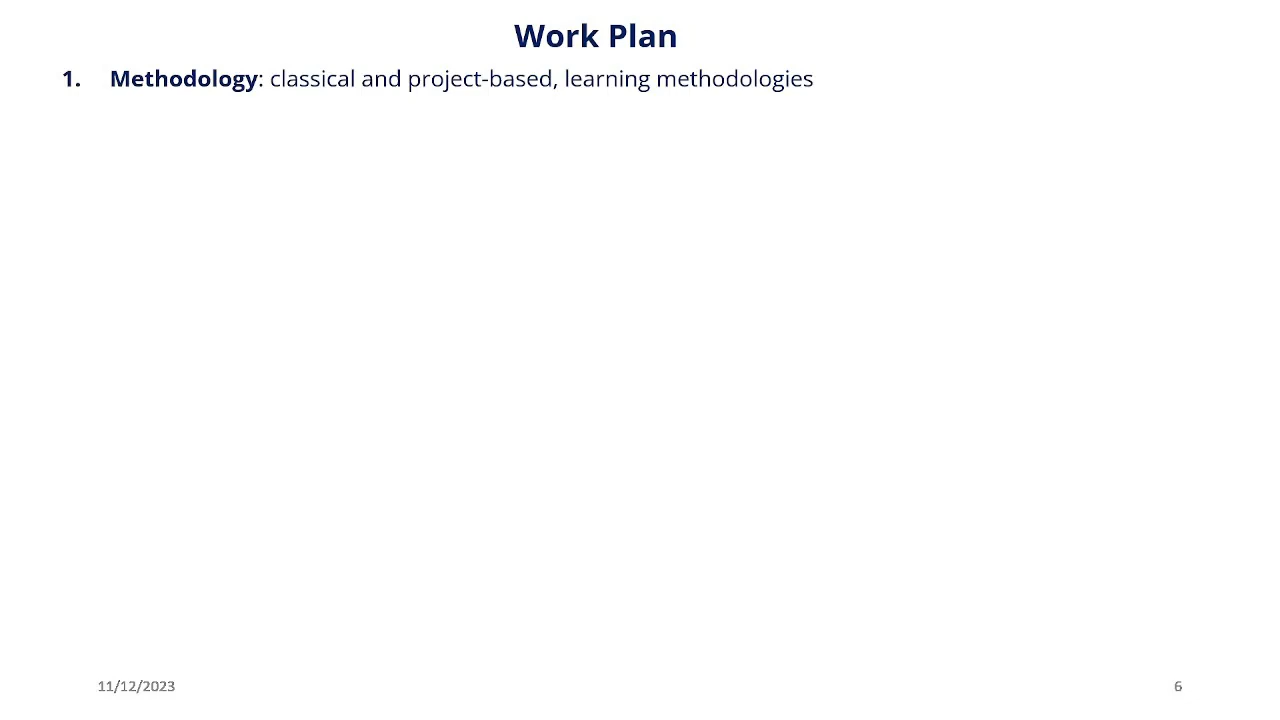 Work Plan
1. Methodology: classical and project-based, learning methodologies
11/12/2023
6